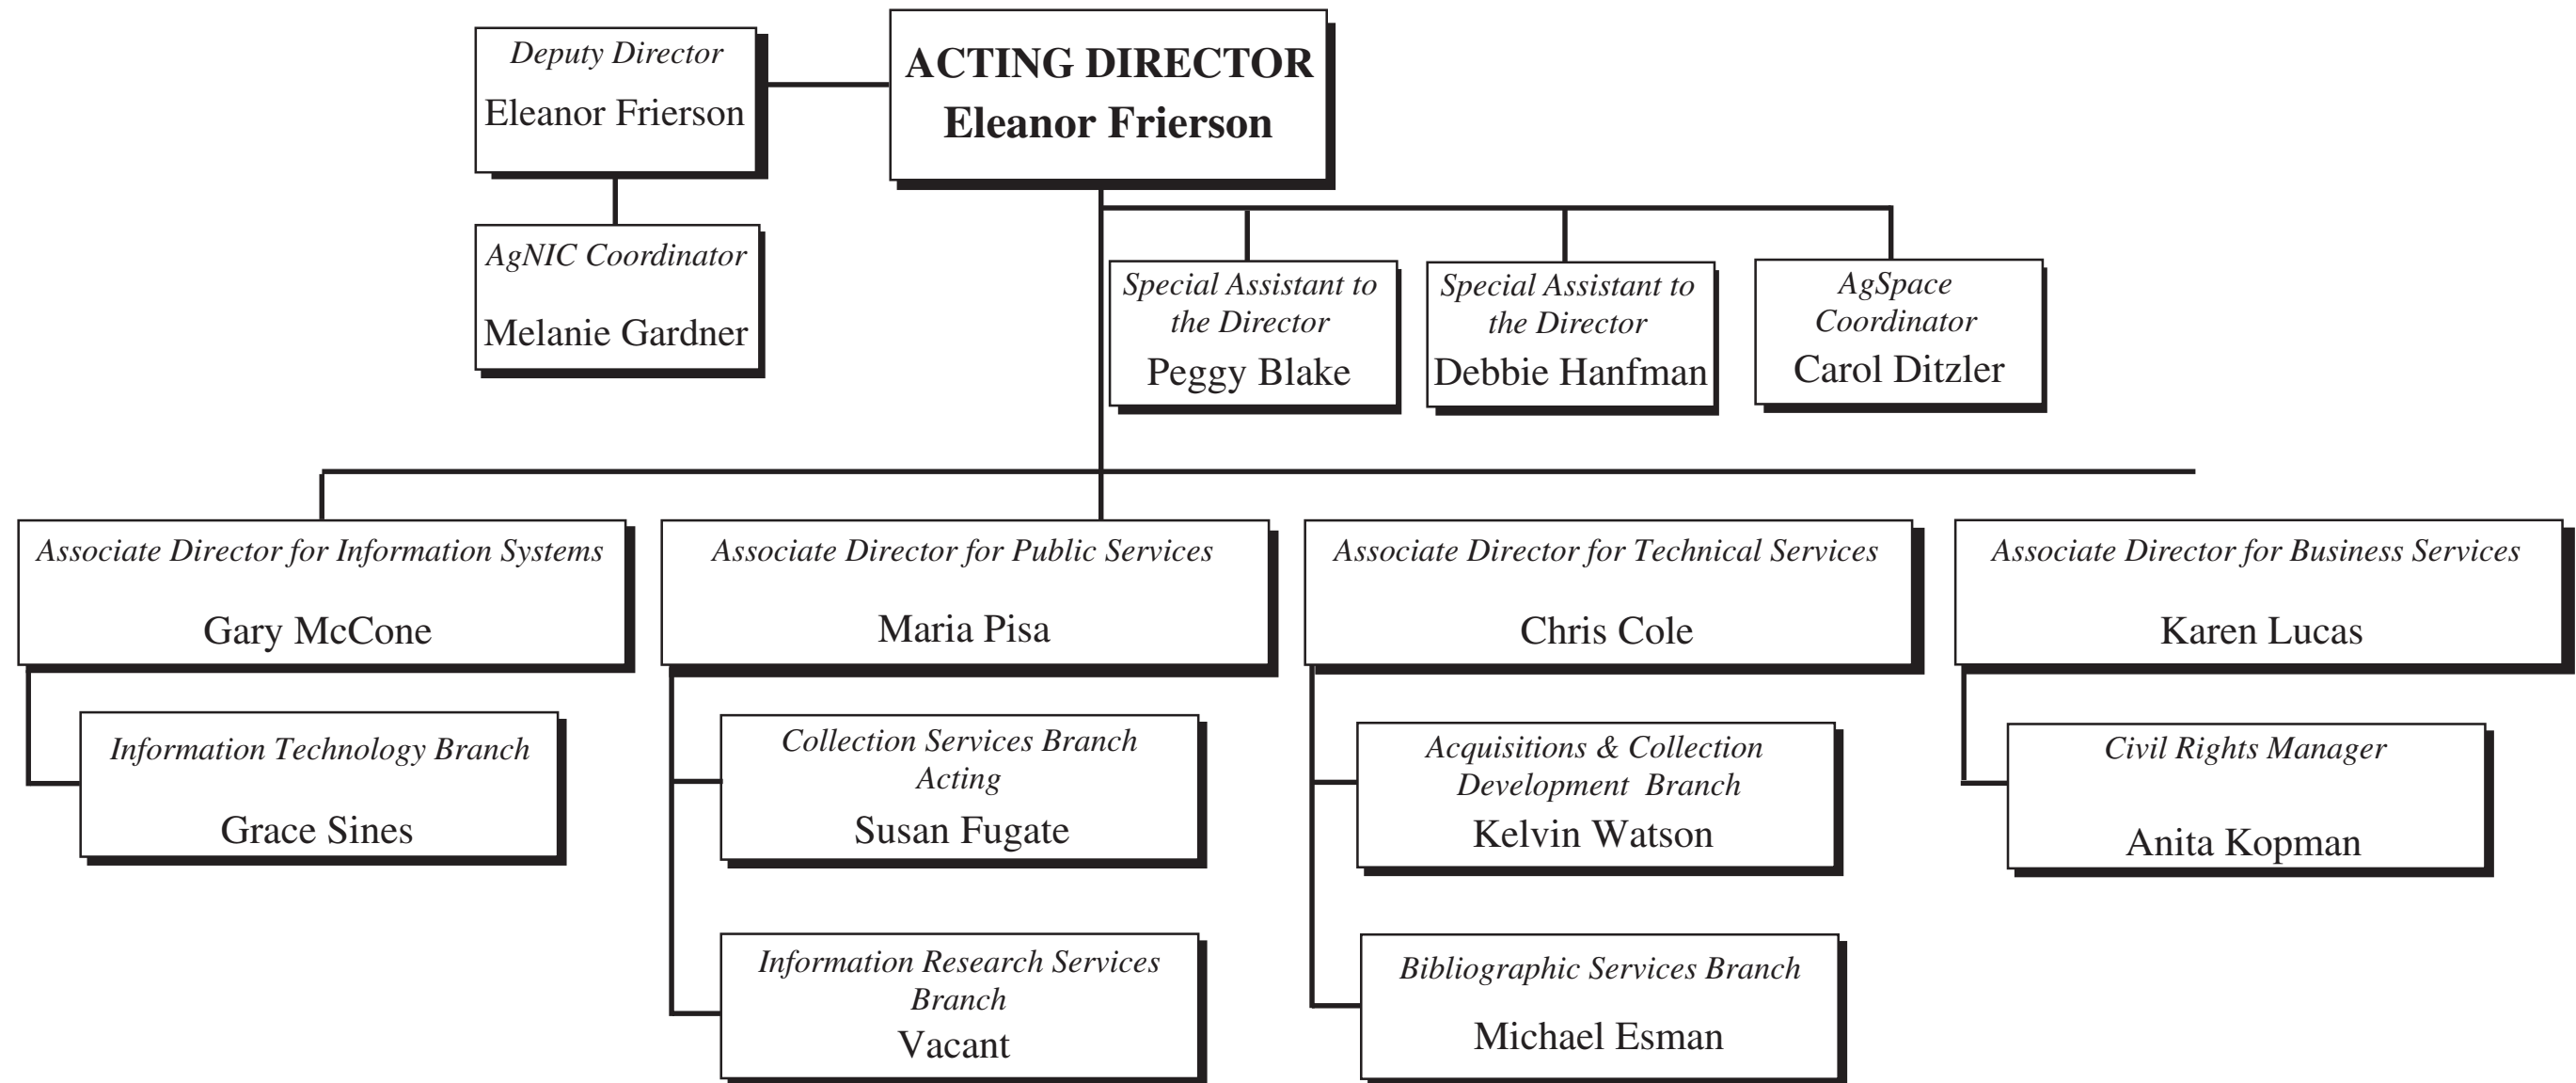 Deputy Director
Eleanor Frierson
ACTING DIRECTOR
Eleanor Frierson
AgNIC Coordinator
Melanie Gardner
Special Assistant to
the Director
Peggy Blake
Special Assistant to
the Director
Debbie Hanfman
AgSpace
Coordinator
Carol Ditzler
Associate Director for Information Systems
Gary McCone
Associate Director for Public Services
Maria Pisa
Associate Director for Technical Services
Chris Cole
Associate Director for Business Services
Karen Lucas
Information Technology Branch
Grace Sines
Collection Services Branch
Acting
Susan Fugate
Acquisitions & Collection
Development Branch
Kelvin Watson
Civil Rights Manager
Anita Kopman
Information Research Services
Branch
Vacant
Bibliographic Services Branch
Michael Esman